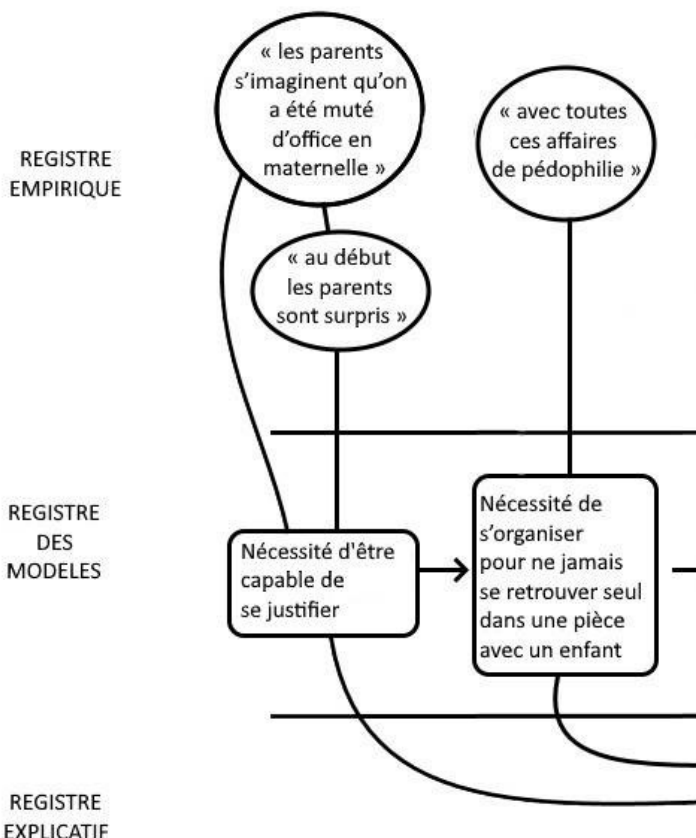 « les parents
s’imaginent qu’on
a été muté
d’office en
maternelle »
« avec toutes
ces affaires
de pédophilie »
REGISTRE
EMPIRIQUE
« au début
les parents
sont surpris »
REGISTRE
DES
MODELES
Nécessité d'être
capable de
se justifier
Nécessité de
s’organiser
pour ne jamais
se retrouver seul
dans une pièce
avec un enfant
REGISTRE
EXPLICATIF